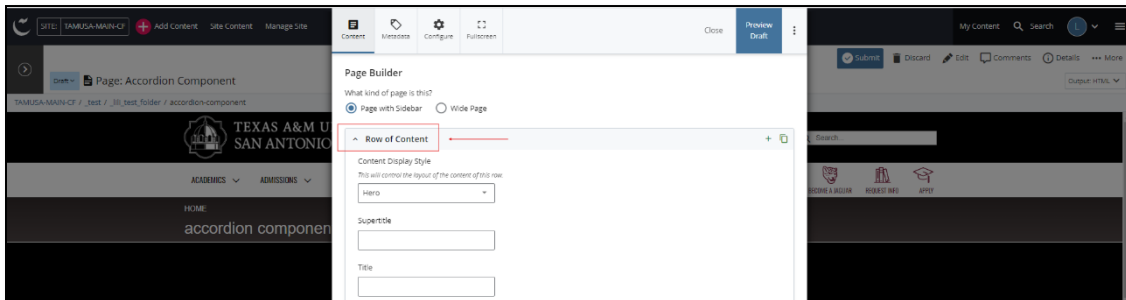 SITE: TAMUSA-MAIN-CF Add Content Site Content Manage Site
My Content Search L
Content Metadata Configure Fullscreen
Close Preview Draft
Submit Discard Edit Comments Details More
Draft Page: Accordion Component
Output: HTML
TAMUSA-MAIN-CF / _test / _lili_test_folder / accordion-component
Page Builder
What kind of page is this?
Page with Sidebar Wide Page
TEXAS A&M U
SAN ANTONIO
Search...
Row of Content
Content Display Style
This will control the layout of the content of this row.
Hero
ACADEMICS ADMISSIONS
BECOME A JAGUAR REQUEST INFO APPLY
HOME
accordion componen
Supertitle
Title